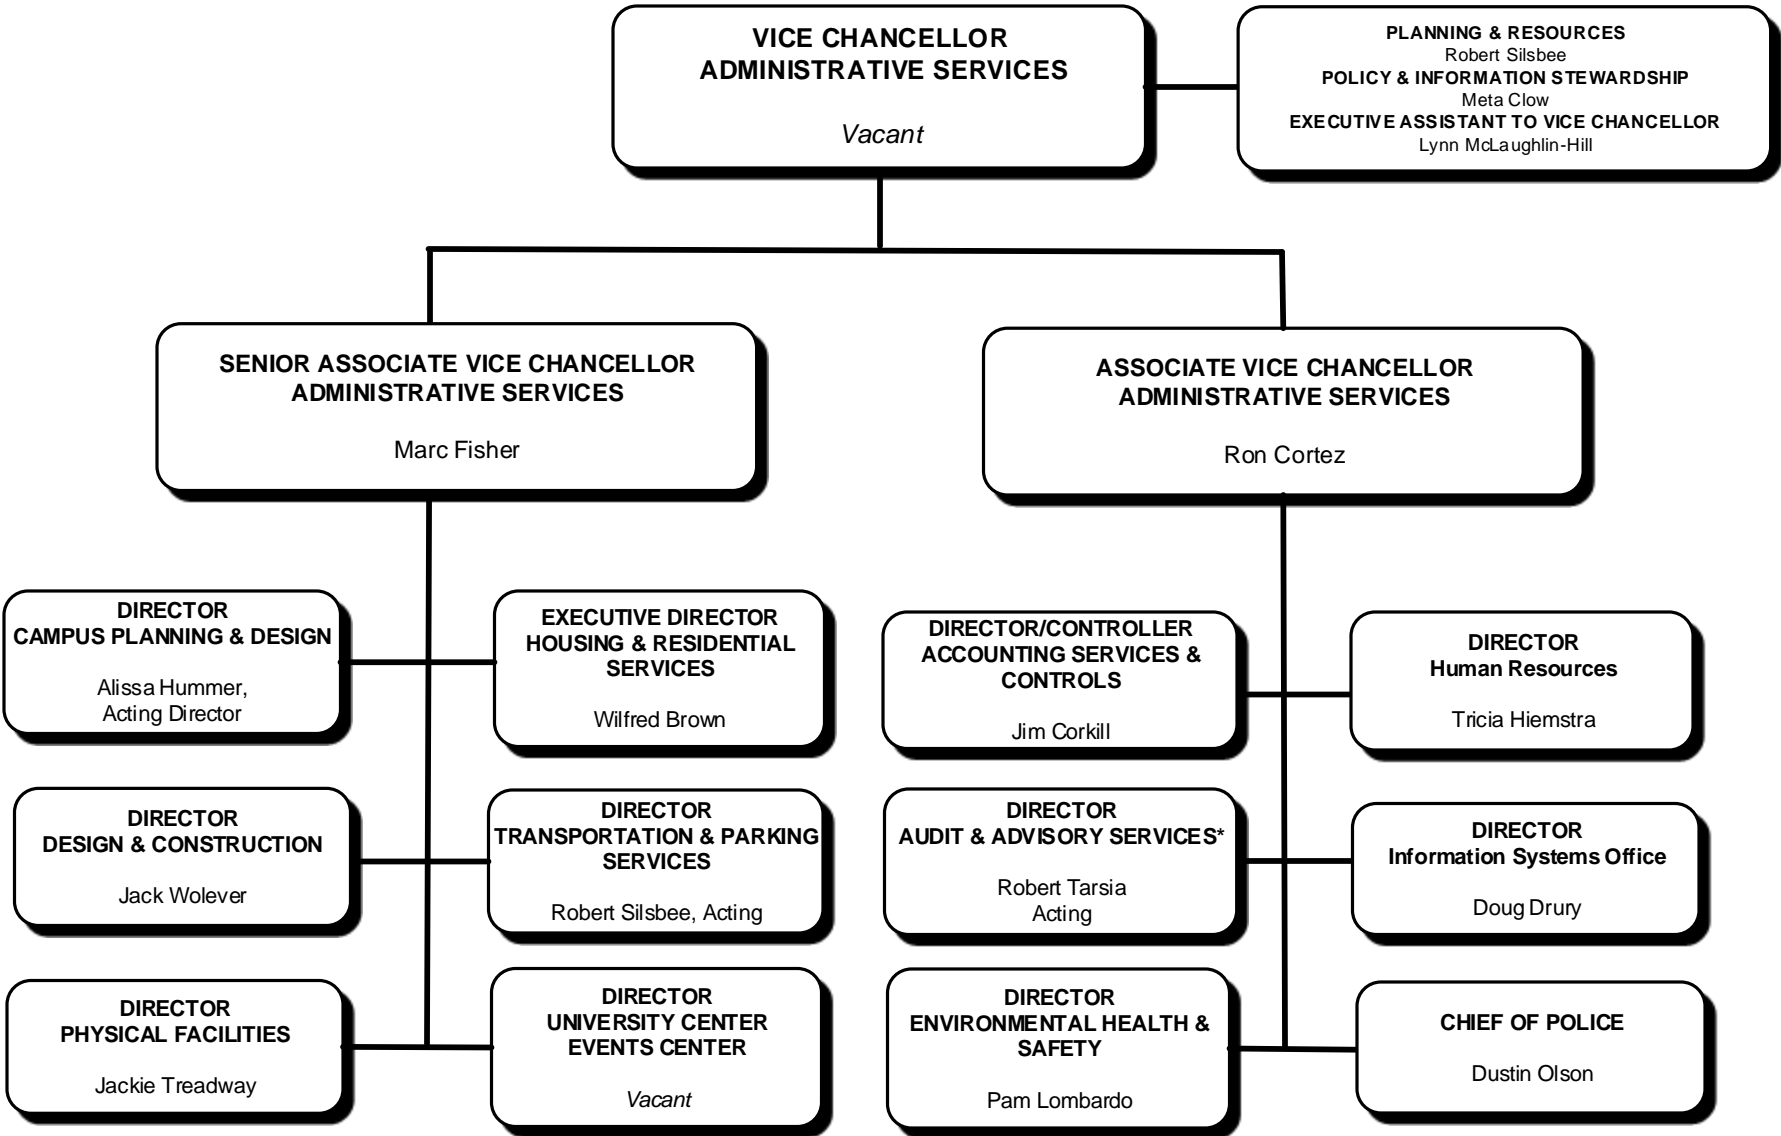 VICE CHANCELLOR
ADMINISTRATIVE SERVICES
Vacant
PLANNING & RESOURCES
Robert Silsbee
POLICY & INFORMATION STEWARDSHIP
Meta Clow
EXECUTIVE ASSISTANT TO VICE CHANCELLOR
Lynn McLaughlin-Hill
SENIOR ASSOCIATE VICE CHANCELLOR
ADMINISTRATIVE SERVICES
Marc Fisher
ASSOCIATE VICE CHANCELLOR
ADMINISTRATIVE SERVICES
Ron Cortez
DIRECTOR
CAMPUS PLANNING & DESIGN
Alissa Hummer,
Acting Director
EXECUTIVE DIRECTOR
HOUSING & RESIDENTIAL
SERVICES
Wilfred Brown
DIRECTOR/CONTROLLER
ACCOUNTING SERVICES &
CONTROLS
Jim Corkill
DIRECTOR
Human Resources
Tricia Hiemstra
DIRECTOR
DESIGN & CONSTRUCTION
Jack Wolever
DIRECTOR
TRANSPORTATION & PARKING
SERVICES
Robert Silsbee, Acting
DIRECTOR
AUDIT & ADVISORY SERVICES*
Robert Tarsia
Acting
DIRECTOR
Information Systems Office
Doug Drury
DIRECTOR
PHYSICAL FACILITIES
Jackie Treadway
DIRECTOR
UNIVERSITY CENTER
EVENTS CENTER
Vacant
DIRECTOR
ENVIRONMENTAL HEALTH &
SAFETY
Pam Lombardo
CHIEF OF POLICE
Dustin Olson